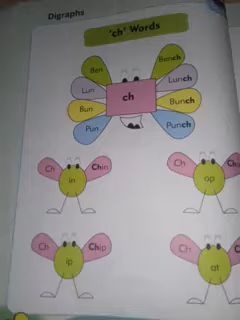 Digraphs
'ch' Words
Ben Bench
Lun Lunch
ch
Bun Bunch
Pun Punch
Ch in Chin
Ch op
Ch ip Chip
Ch at